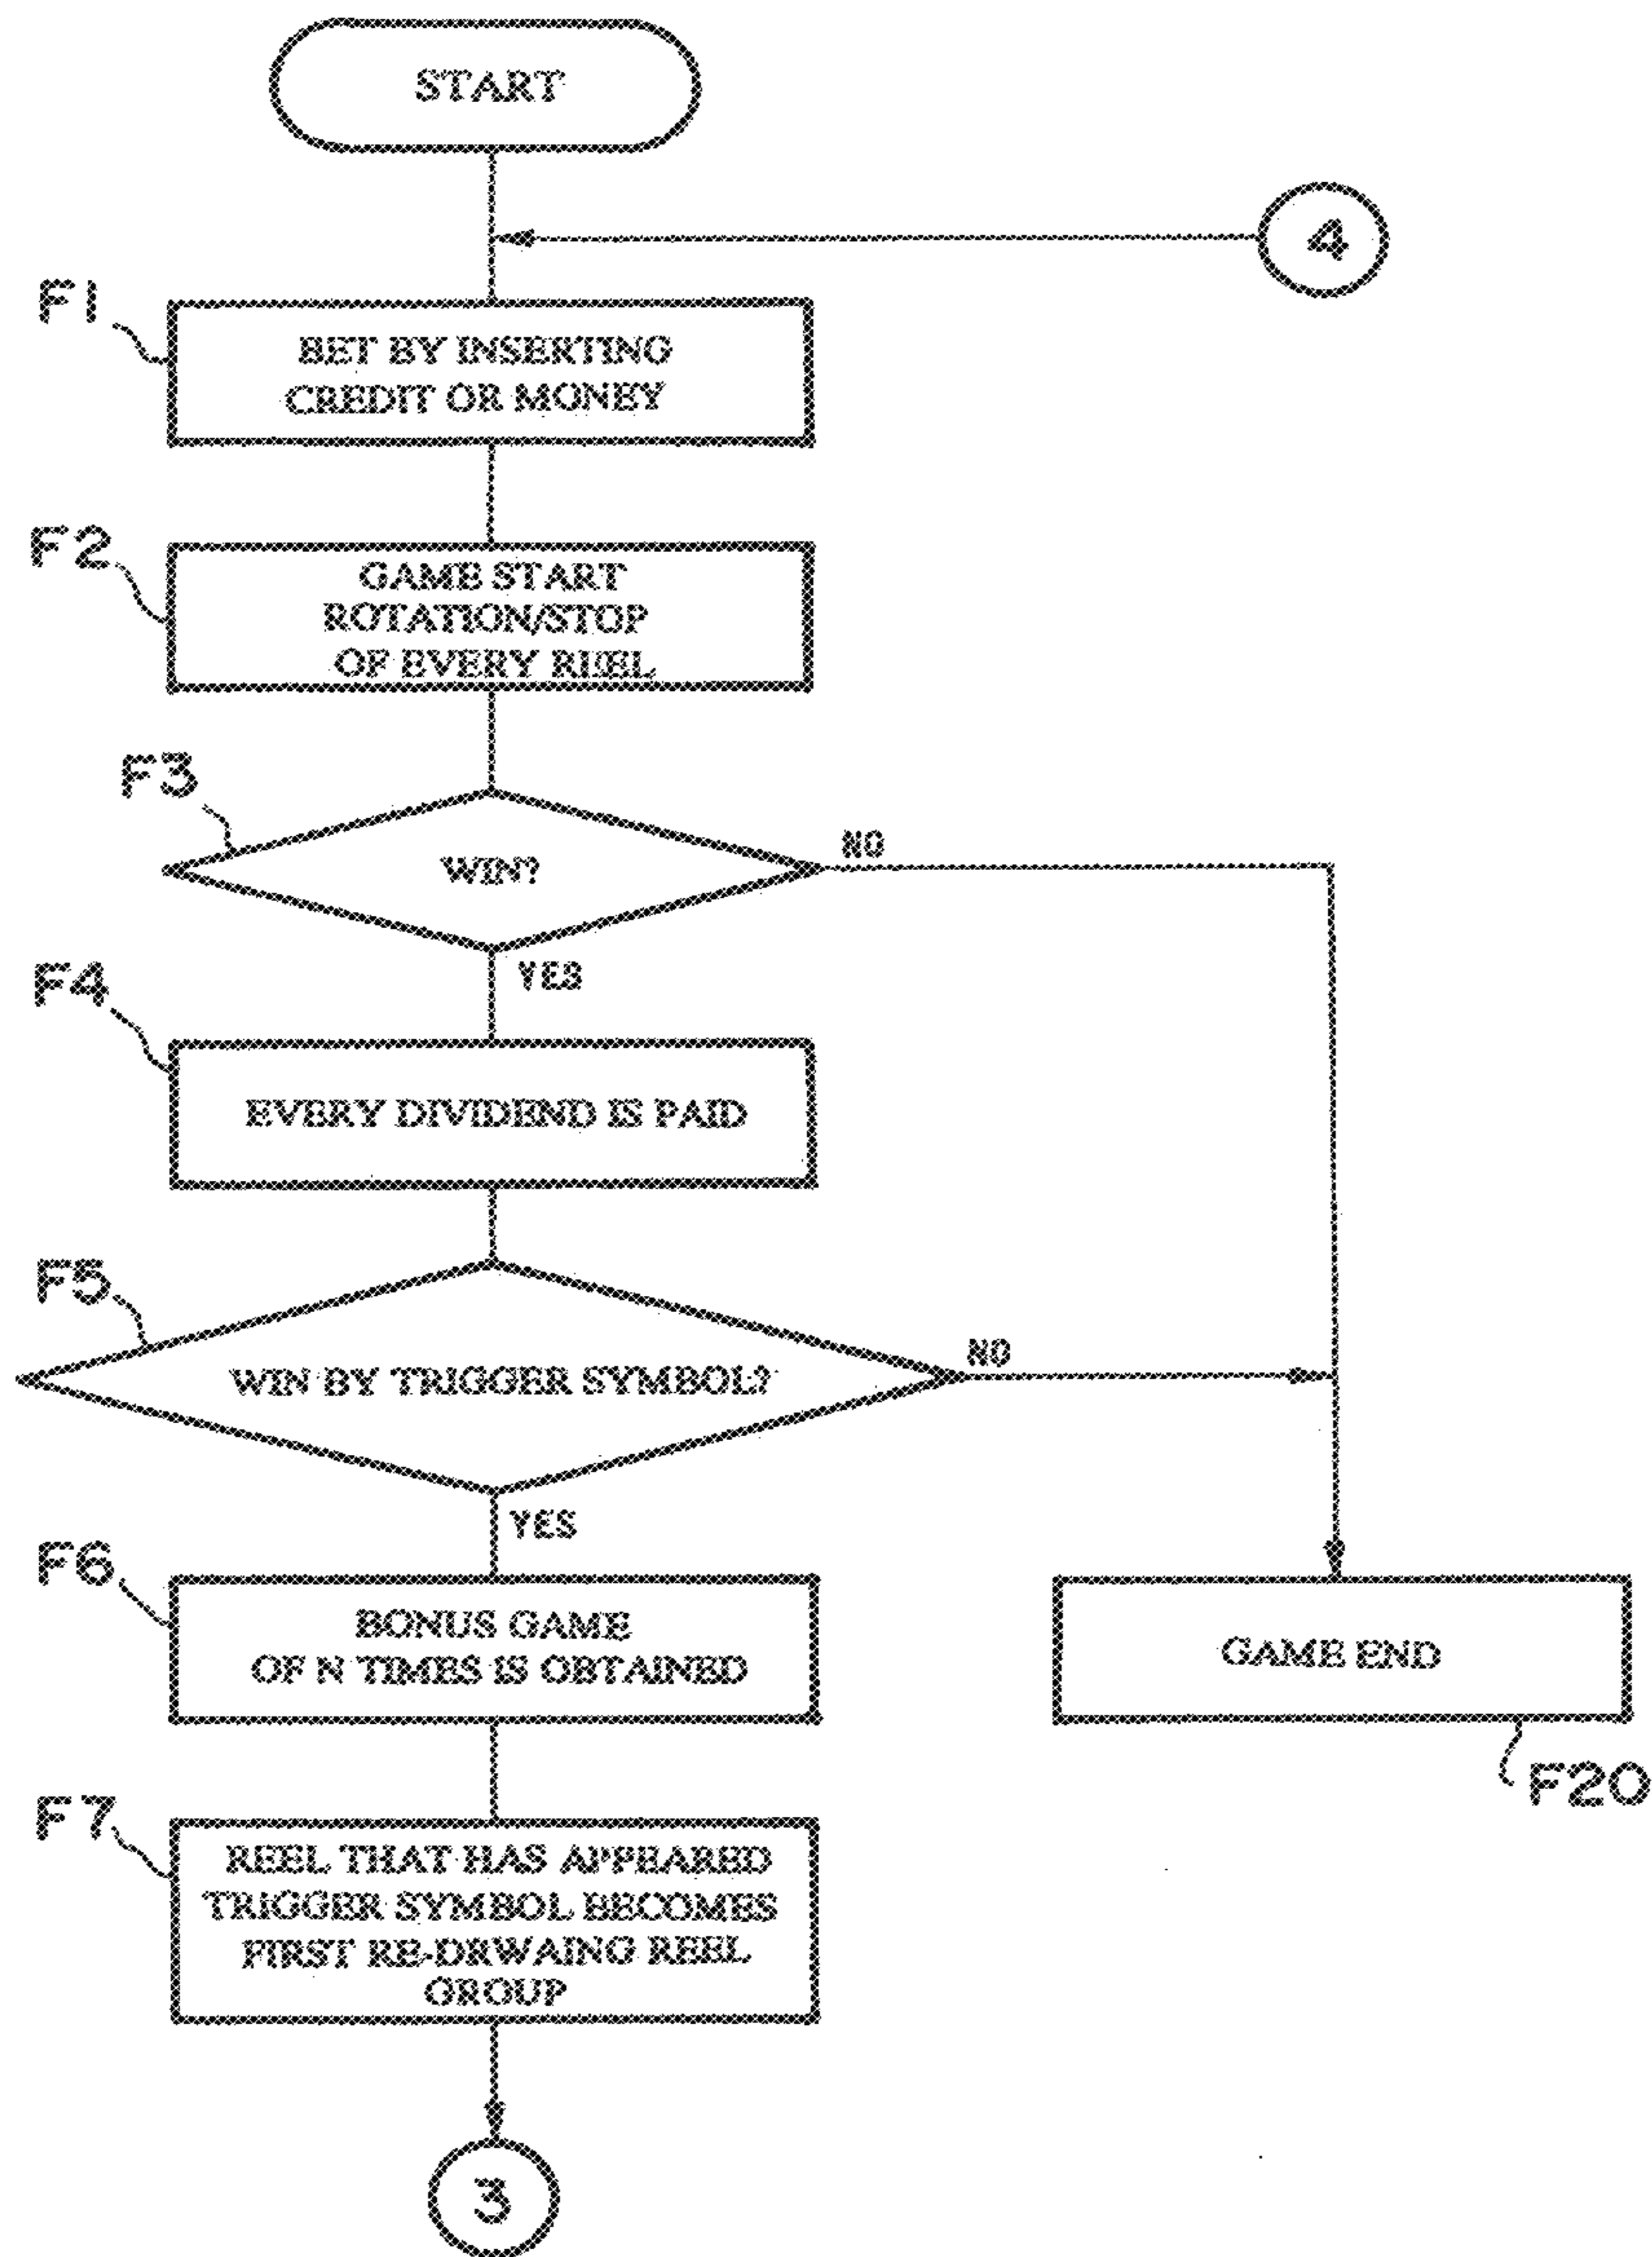 START
4
F1
BET BY INSERTING
CREDIT OR MONEY
F2
GAME START
ROTATION/STOP
OF EVERY REEL
F3
WIN?
NO
YES
F4
EVERY DIVIDEND IS PAID
F5
WIN BY TRIGGER SYMBOL?
NO
YES
F6
BONUS GAME
OF N TIMES IS OBTAINED
GAME END
F20
F7
REEL THAT HAS APPEARED
TRIGGER SYMBOL BECOMES
FIRST RE-DRWAING REEL
GROUP
3